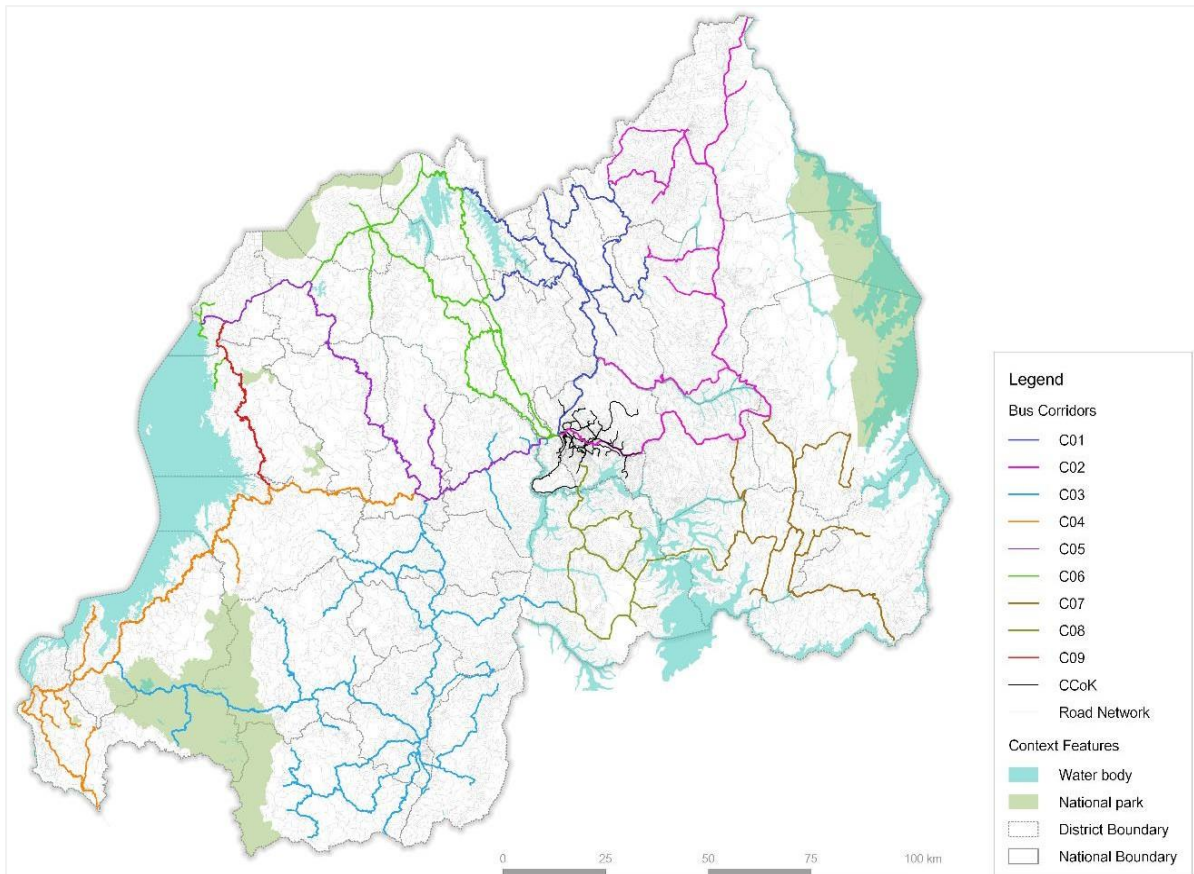 Legend
Bus Corridors
C01
C02
C03
C04
C05
C06
C07
C08
C09
CCoK
Road Network
Context Features
Water body
National park
District Boundary
National Boundary
0 25 50 75 100 km